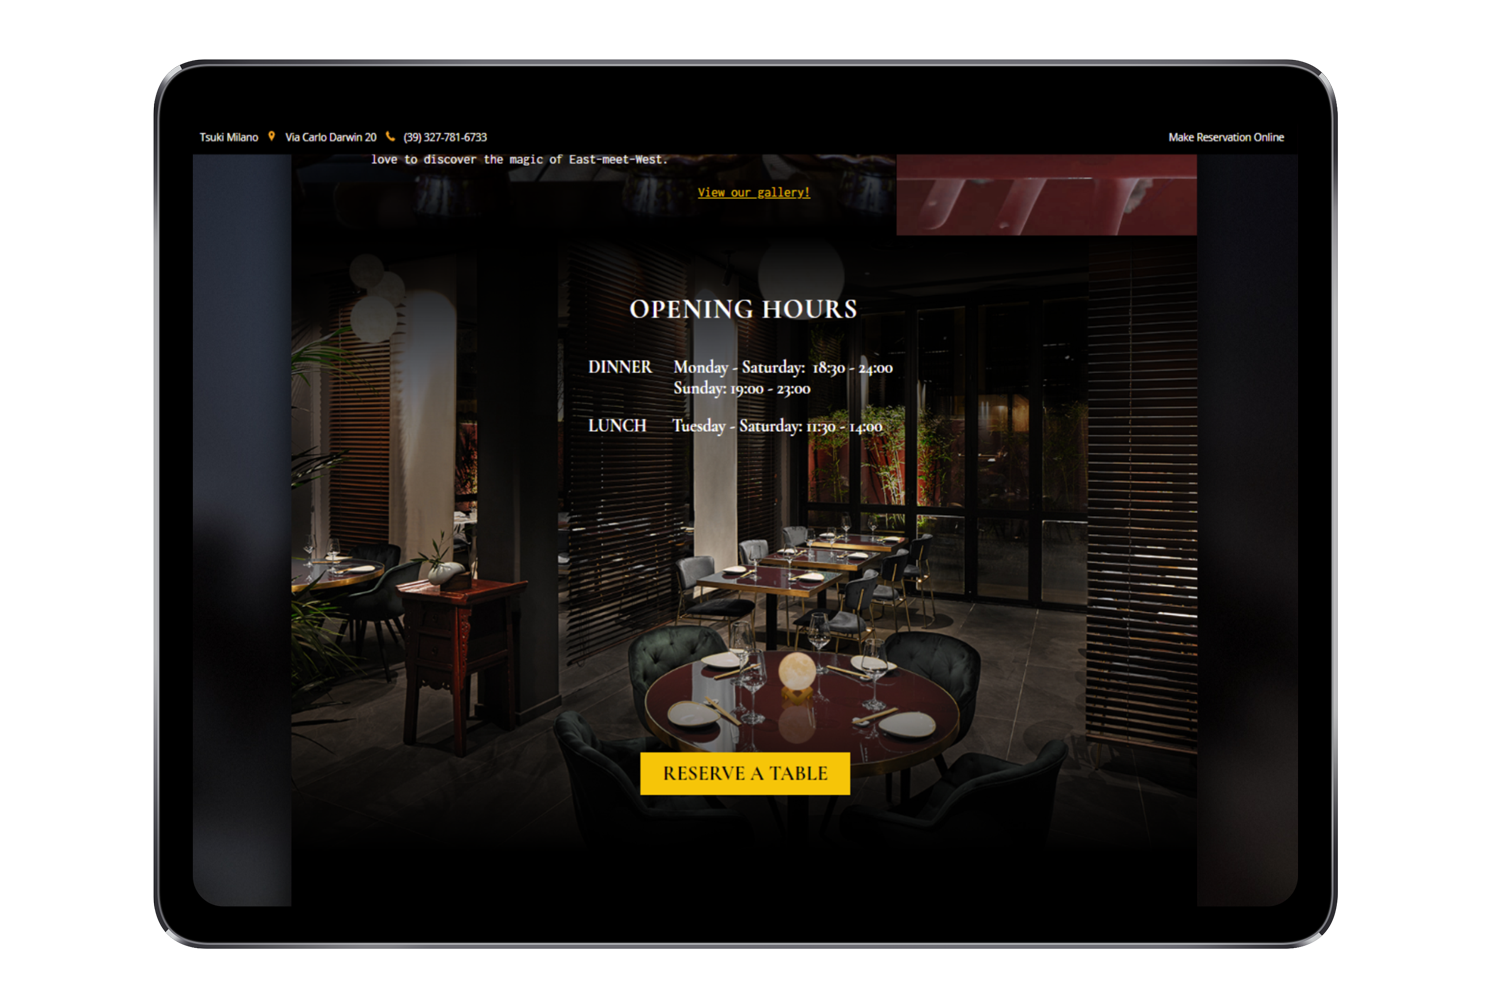 Tsuki Milano Via Carlo Darwin 20 (39) 327-781-6733 Make Reservation Online
love to discover the magic of East-meet-West.
View our gallery!
OPENING HOURS
DINNER Monday - Saturday: 18:30 - 24:00
Sunday: 19:00 - 23:00
LUNCH Tuesday - Saturday: 11:30 - 14:00
RESERVE A TABLE